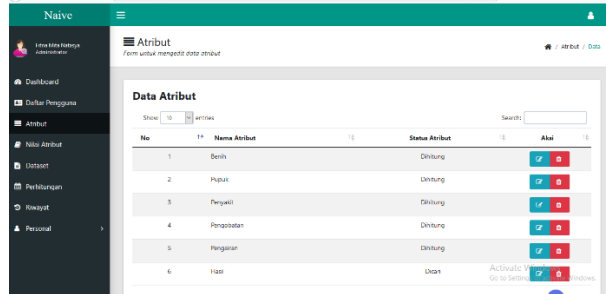 Naive
Fitria Mita Natasya
Administrator
Dashboard
Daftar Pengguna
Atribut
Nilai Atribut
Dataset
Perhitungan
Riwayat
Personal
Atribut
Form untuk mengedit data atribut
/ Atribut / Data
Data Atribut
Show 10 entries
Search:
No Nama Atribut Status Atribut Aksi
1 Benih Dihitung
2 Pupuk Dihitung
3 Penyakit Dihitung
4 Pengobatan Dihitung
5 Pengairan Dihitung
6 Hasil Dicari
Activate Windows
Go to Settings to activate Windows.